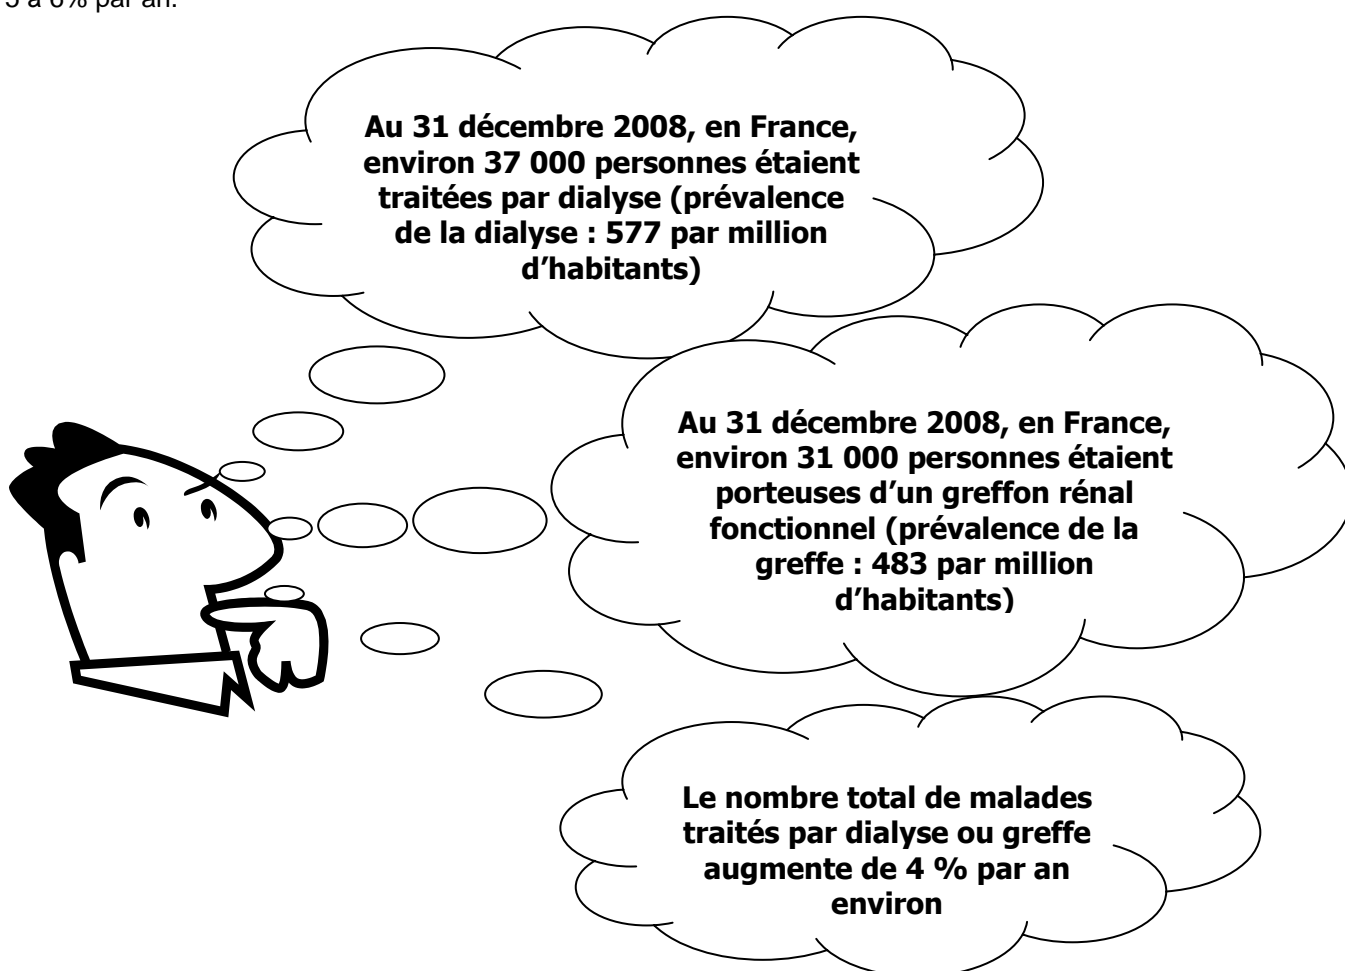 5 à 6% par an.
Au 31 décembre 2008, en France,
environ 37 000 personnes étaient
traitées par dialyse (prévalence
de la dialyse : 577 par million
d’habitants)
Au 31 décembre 2008, en France,
environ 31 000 personnes étaient
porteuses d’un greffon rénal
fonctionnel (prévalence de la
greffe : 483 par million
d’habitants)
Le nombre total de malades
traités par dialyse ou greffe
augmente de 4 % par an
environ